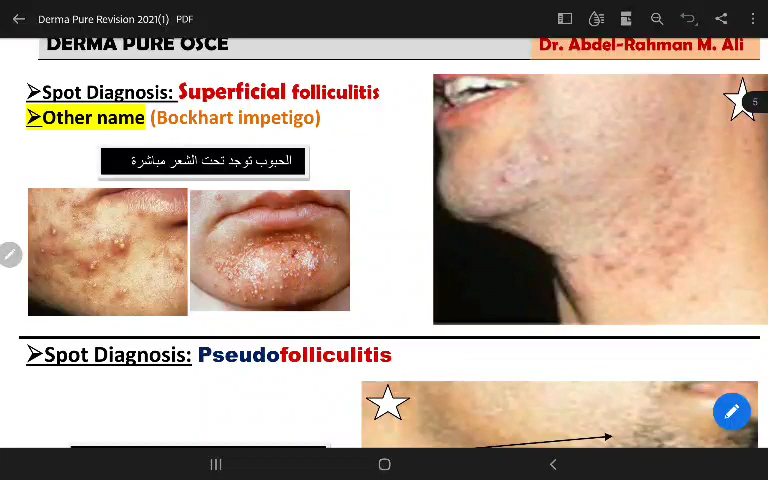 Derma Pure Revision 2021(1) PDF
DERMA PURE OSCE
Dr. Abdel-Rahman M. Ali
➢Spot Diagnosis: Superficial folliculitis
5
➢Other name (Bockhart impetigo)
الحبوب توجد تحت الشعر مباشرة
➢Spot Diagnosis: Pseudofolliculitis